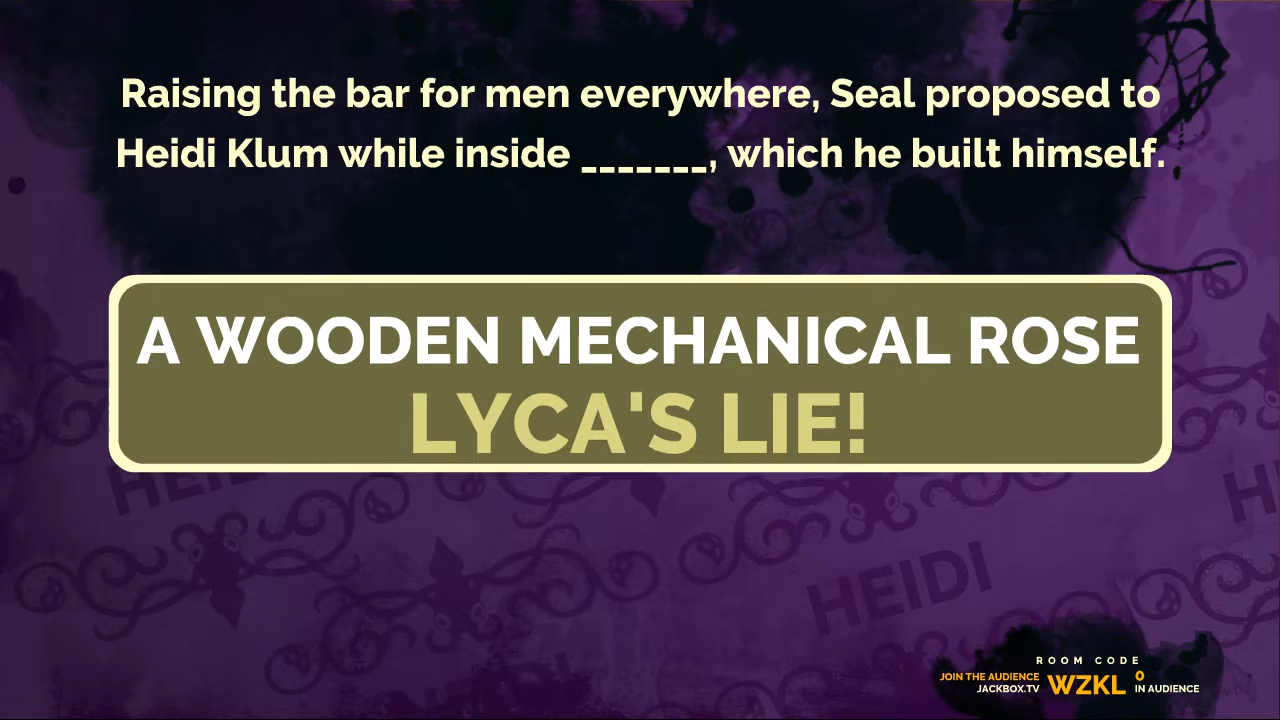 Raising the bar for men everywhere, Seal proposed to
Heidi Klum while inside _______, which he built himself.
A WOODEN MECHANICAL ROSE
LYCA'S LIE!
HEIDI
HEIDI
HEIDI
ROOM CODE
JOIN THE AUDIENCE
JACKBOX.TV
WZKL
0
IN AUDIENCE